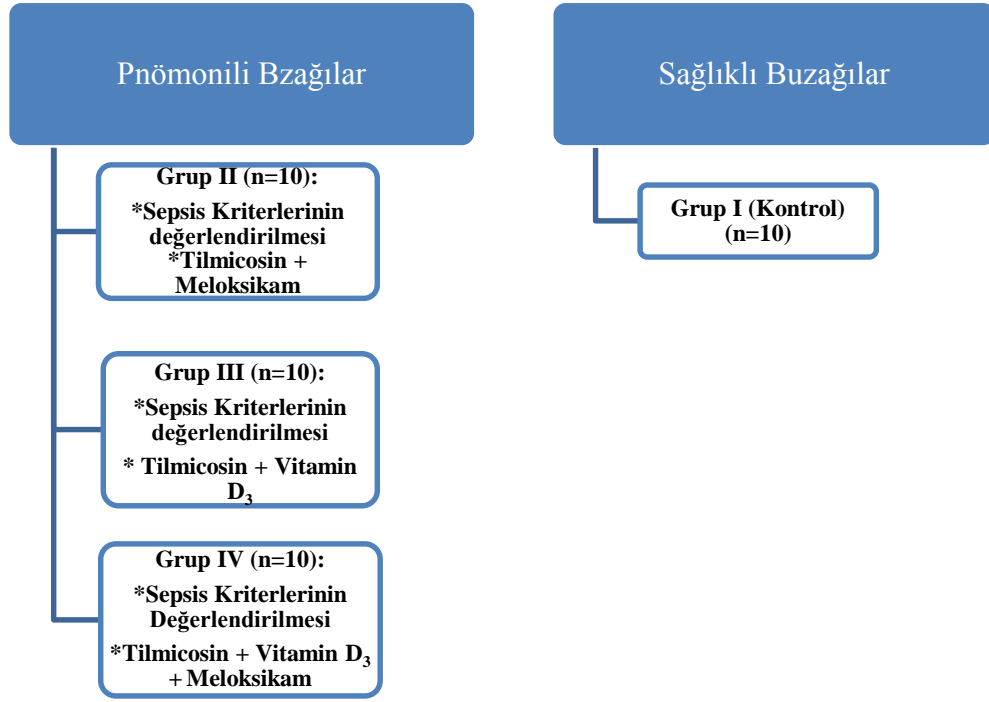 Pnömonili Bzağılar
Grup II (n=10):
*Sepsis Kriterlerinin
değerlendirilmesi
*Tilmicosin +
Meloksikam
Grup III (n=10):
*Sepsis Kriterlerinin
değerlendirilmesi
* Tilmicosin + Vitamin
D₃
Grup IV (n=10):
*Sepsis Kriterlerinin
Değerlendirilmesi
*Tilmicosin + Vitamin D₃
+ Meloksikam
Sağlıklı Buzağılar
Grup I (Kontrol)
(n=10)